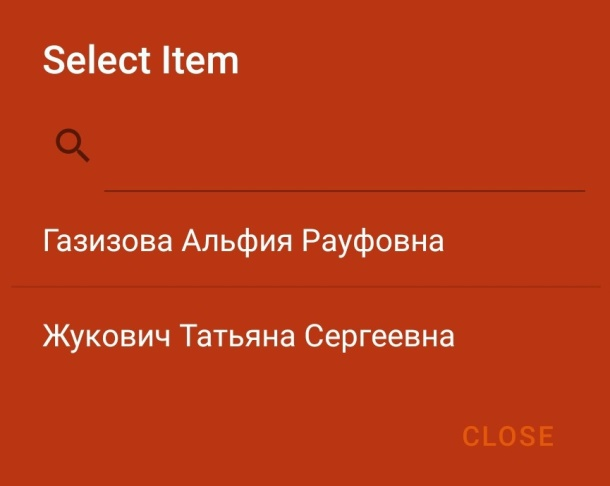 Select Item
Газизова Альфия Рауфовна
Жукович Татьяна Сергеевна
CLOSE